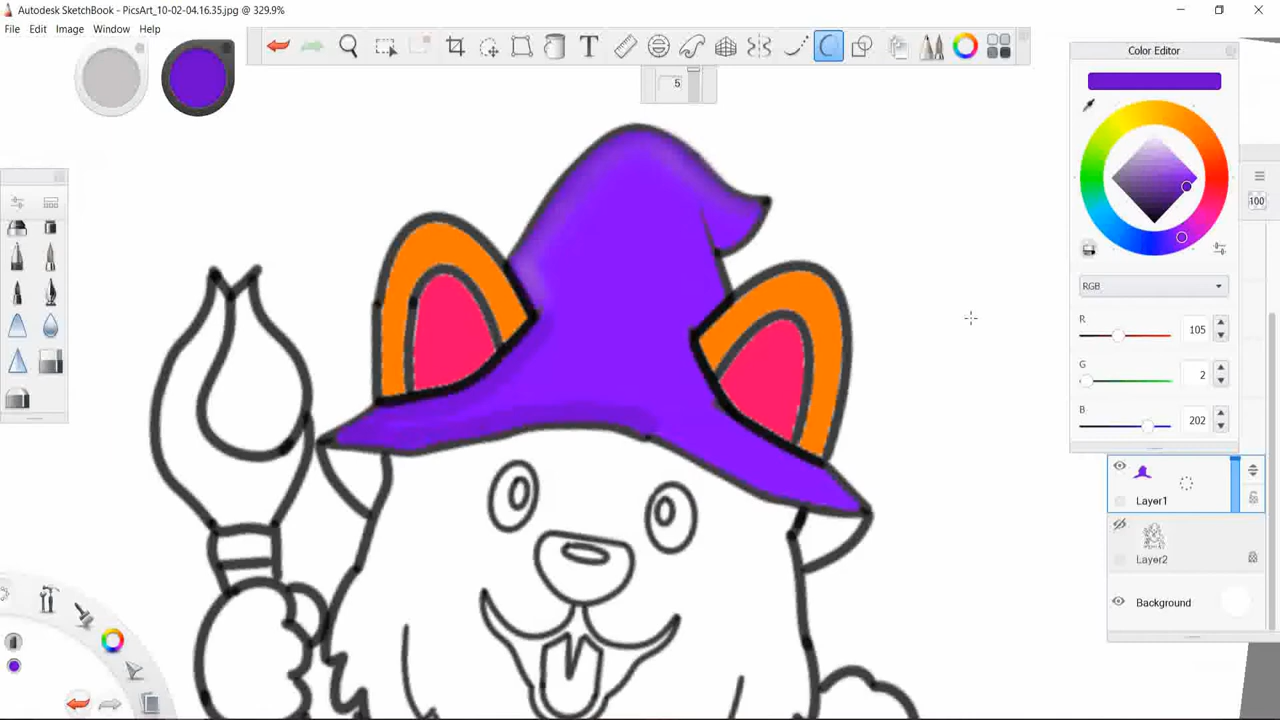 Autodesk SketchBook - PicsArt_10-02-04.16.35.jpg @ 329.9%
File Edit Image Window Help
T
5
Color Editor
100
RGB
R 105
G 2
B 202
Layer1
Layer2
Background